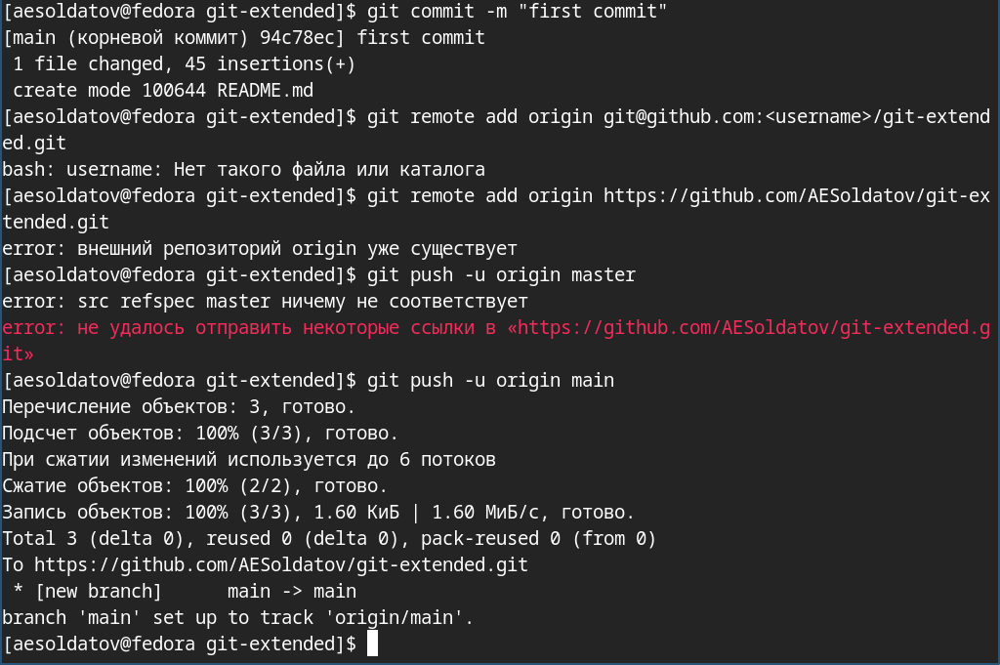 [aesoldatov@fedora git-extended]$ git commit -m "first commit"
[main (корневой коммит) 94c78ec] first commit
 1 file changed, 45 insertions(+)
 create mode 100644 README.md
[aesoldatov@fedora git-extended]$ git remote add origin git@github.com:<username>/git-extend
ed.git
bash: username: Нет такого файла или каталога
[aesoldatov@fedora git-extended]$ git remote add origin https://github.com/AESoldatov/git-ex
tended.git
error: внешний репозиторий origin уже существует
[aesoldatov@fedora git-extended]$ git push -u origin master
error: src refspec master ничему не соответствует
error: не удалось отправить некоторые ссылки в «https://github.com/AESoldatov/git-extended.g
it»
[aesoldatov@fedora git-extended]$ git push -u origin main
Перечисление объектов: 3, готово.
Подсчет объектов: 100% (3/3), готово.
При сжатии изменений используется до 6 потоков
Сжатие объектов: 100% (2/2), готово.
Запись объектов: 100% (3/3), 1.60 КиБ | 1.60 МиБ/с, готово.
Total 3 (delta 0), reused 0 (delta 0), pack-reused 0 (from 0)
To https://github.com/AESoldatov/git-extended.git
 * [new branch]      main -> main
branch 'main' set up to track 'origin/main'.
[aesoldatov@fedora git-extended]$